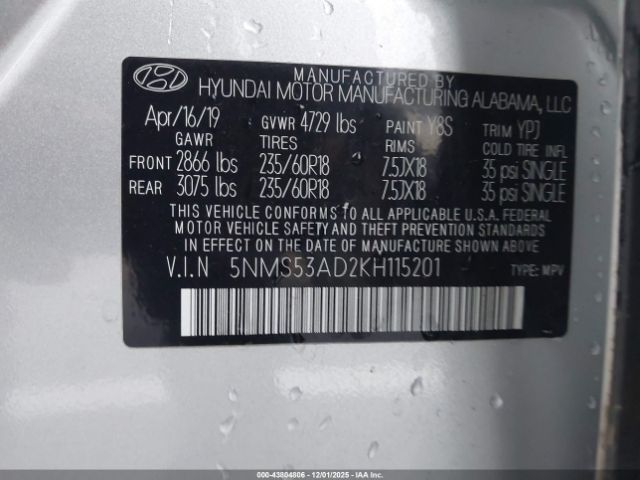 MANUFACTURED BY
HYUNDAI MOTOR MANUFACTURING ALABAMA, LLC
Apr/16/19 GVWR 4729 lbs PAINT Y8S TRIM YPJ
GAWR TIRES RIMS COLD TIRE INFL
FRONT 2866 lbs 235/60R18 7.5JX18 35 psi SINGLE
REAR 3075 lbs 235/60R18 7.5JX18 35 psi SINGLE
THIS VEHICLE CONFORMS TO ALL APPLICABLE U.S.A. FEDERAL
MOTOR VEHICLE SAFETY AND THEFT PREVENTION STANDARDS
IN EFFECT ON THE DATE OF MANUFACTURE SHOWN ABOVE.
V.I.N 5NMS53AD2KH115201 TYPE: MPV
© IAAI - 43804806 - 12/01/2025 - IAAI.COM